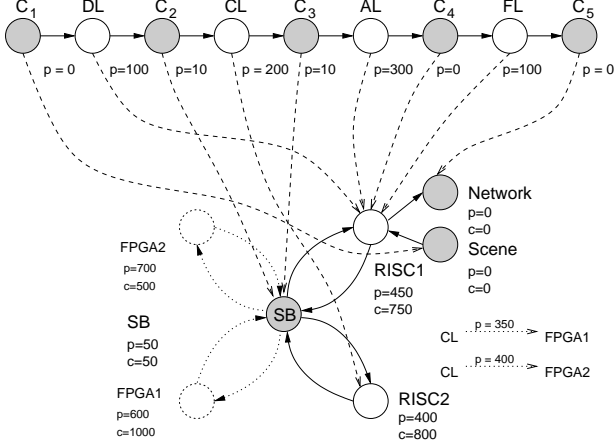 C1 DL C2 CL C3 AL C4 FL C5
p = 0 p=100 p=10 p = 200 p=10 p=300 p=0 p=100 p = 0
Network
p=0
c=0
Scene
p=0
c=0
RISC1
p=450
c=750
FPGA2
p=700
c=500
SB
SB
p=50
c=50
FPGA1
p=600
c=1000
RISC2
p=400
c=800
CL p = 350 FPGA1
CL p = 400 FPGA2